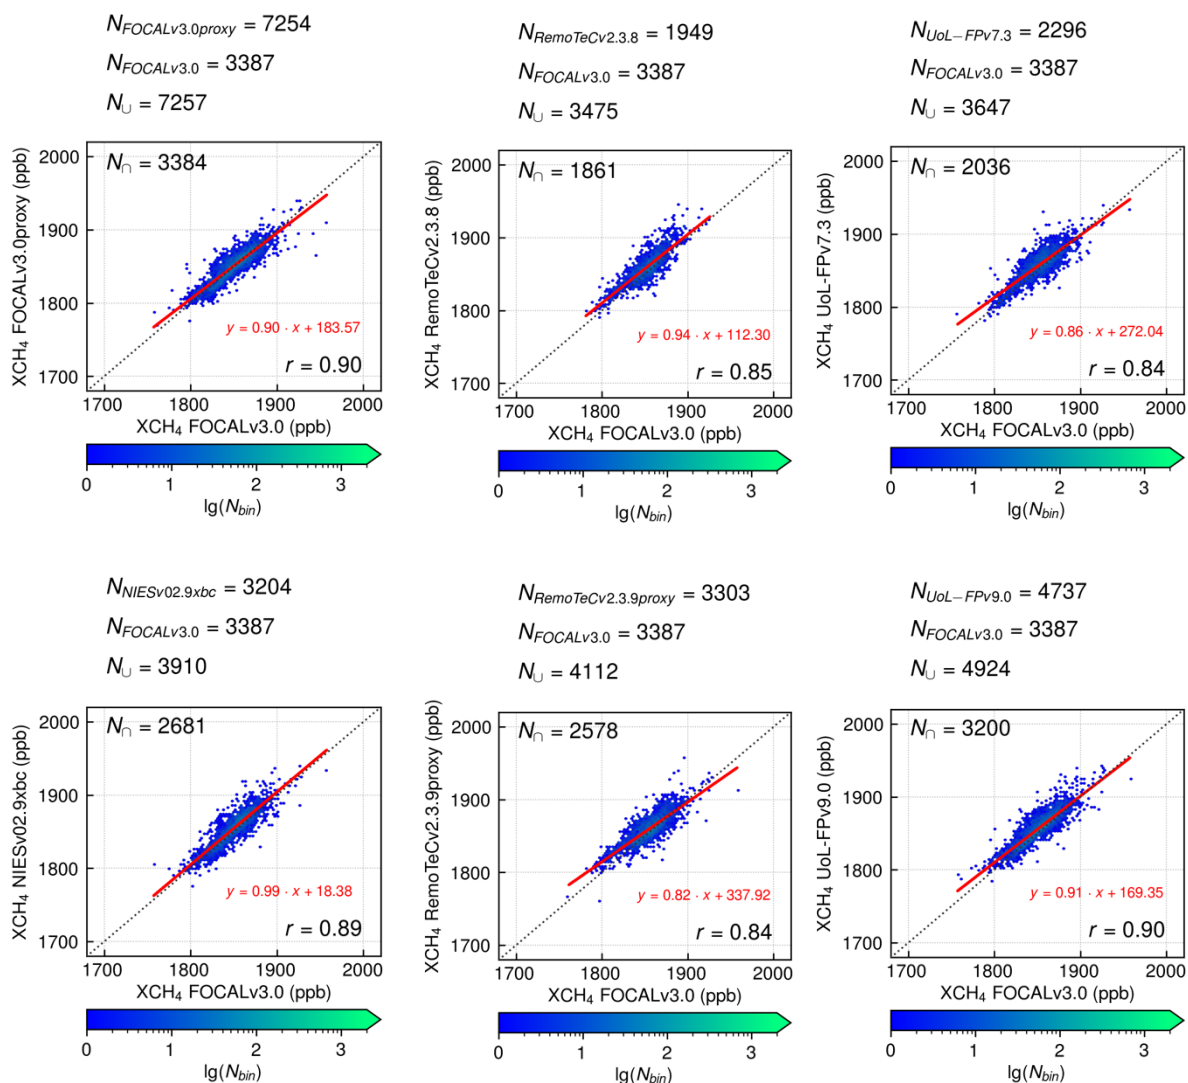 N_FOCALv3.0proxy = 7254
N_FOCALv3.0 = 3387
N_∪ = 7257
N_∩ = 3384
XCH₄ FOCALv3.0proxy (ppb)
2000
1900
1800
1700
y = 0.90 · x + 183.57
r = 0.90
1700 1800 1900 2000
XCH₄ FOCALv3.0 (ppb)
0 1 2 3
lg(N_bin)
N_RemoTeCv2.3.8 = 1949
N_FOCALv3.0 = 3387
N_∪ = 3475
N_∩ = 1861
XCH₄ RemoTeCv2.3.8 (ppb)
2000
1900
1800
1700
y = 0.94 · x + 112.30
r = 0.85
1700 1800 1900 2000
XCH₄ FOCALv3.0 (ppb)
0 1 2 3
lg(N_bin)
N_UoL−FPv7.3 = 2296
N_FOCALv3.0 = 3387
N_∪ = 3647
N_∩ = 2036
XCH₄ UoL-FPv7.3 (ppb)
2000
1900
1800
1700
y = 0.86 · x + 272.04
r = 0.84
1700 1800 1900 2000
XCH₄ FOCALv3.0 (ppb)
0 1 2 3
lg(N_bin)
N_NIESv02.9xbc = 3204
N_FOCALv3.0 = 3387
N_∪ = 3910
N_∩ = 2681
XCH₄ NIESv02.9xbc (ppb)
2000
1900
1800
1700
y = 0.99 · x + 18.38
r = 0.89
1700 1800 1900 2000
XCH₄ FOCALv3.0 (ppb)
0 1 2 3
lg(N_bin)
N_RemoTeCv2.3.9proxy = 3303
N_FOCALv3.0 = 3387
N_∪ = 4112
N_∩ = 2578
XCH₄ RemoTeCv2.3.9proxy (ppb)
2000
1900
1800
1700
y = 0.82 · x + 337.92
r = 0.84
1700 1800 1900 2000
XCH₄ FOCALv3.0 (ppb)
0 1 2 3
lg(N_bin)
N_UoL−FPv9.0 = 4737
N_FOCALv3.0 = 3387
N_∪ = 4924
N_∩ = 3200
XCH₄ UoL-FPv9.0 (ppb)
2000
1900
1800
1700
y = 0.91 · x + 169.35
r = 0.90
1700 1800 1900 2000
XCH₄ FOCALv3.0 (ppb)
0 1 2 3
lg(N_bin)